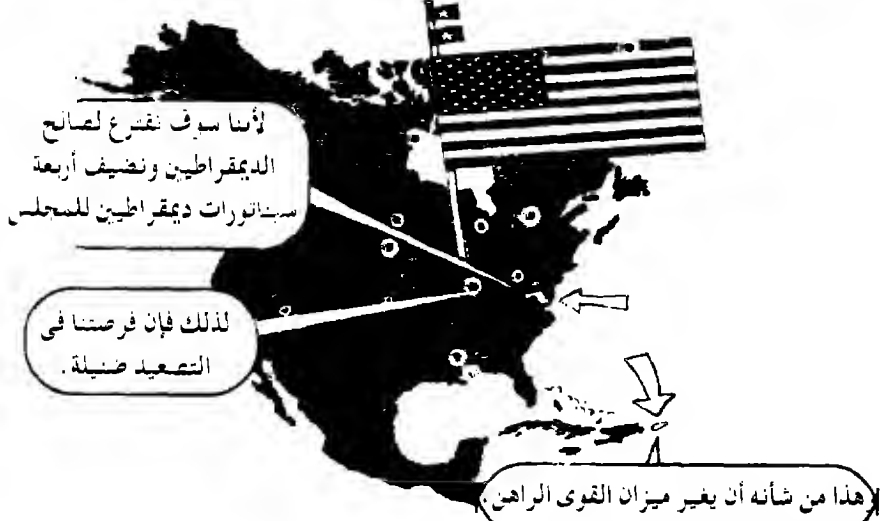 لأننا سوف نقترع لصالح
الديمقراطيين ونضيف أربعة
سيناتورات ديمقراطيين للمجلس
لذلك فإن فرصتنا فى
التصعيد ضئيلة.
هذا من شأنه أن يغير ميزان القوى الراهن.